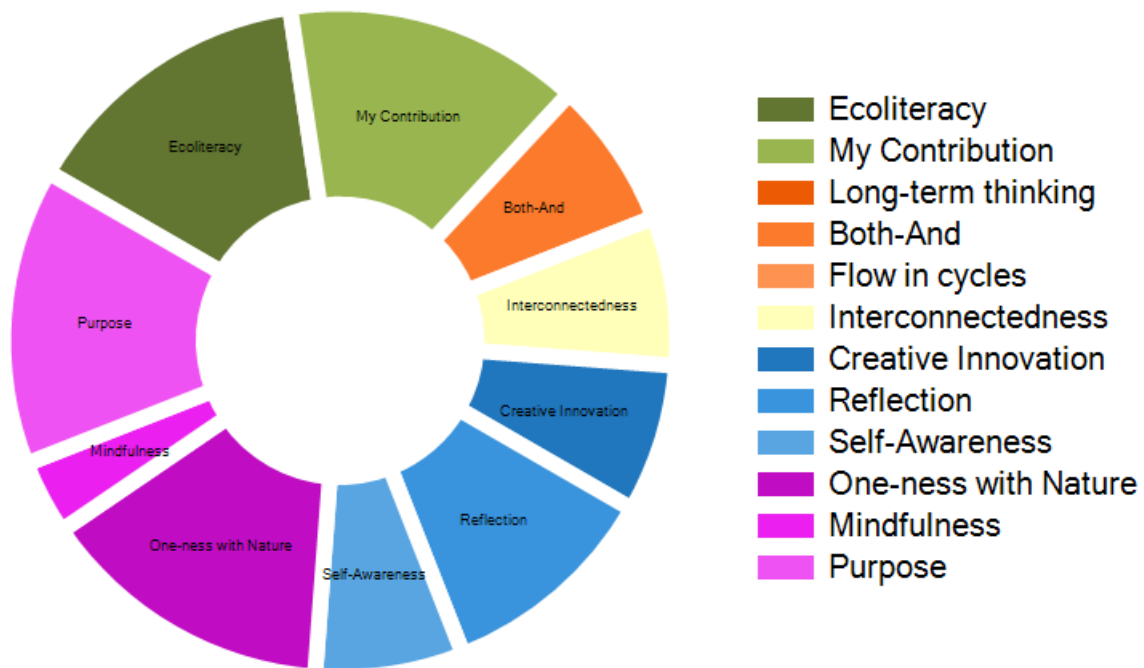 My Contribution
Ecoliteracy
Both-And
Interconnectedness
Purpose
Creative Innovation
Mindfulness
Reflection
One-ness with Nature
Self-Awareness
Ecoliteracy
My Contribution
Long-term thinking
Both-And
Flow in cycles
Interconnectedness
Creative Innovation
Reflection
Self-Awareness
One-ness with Nature
Mindfulness
Purpose